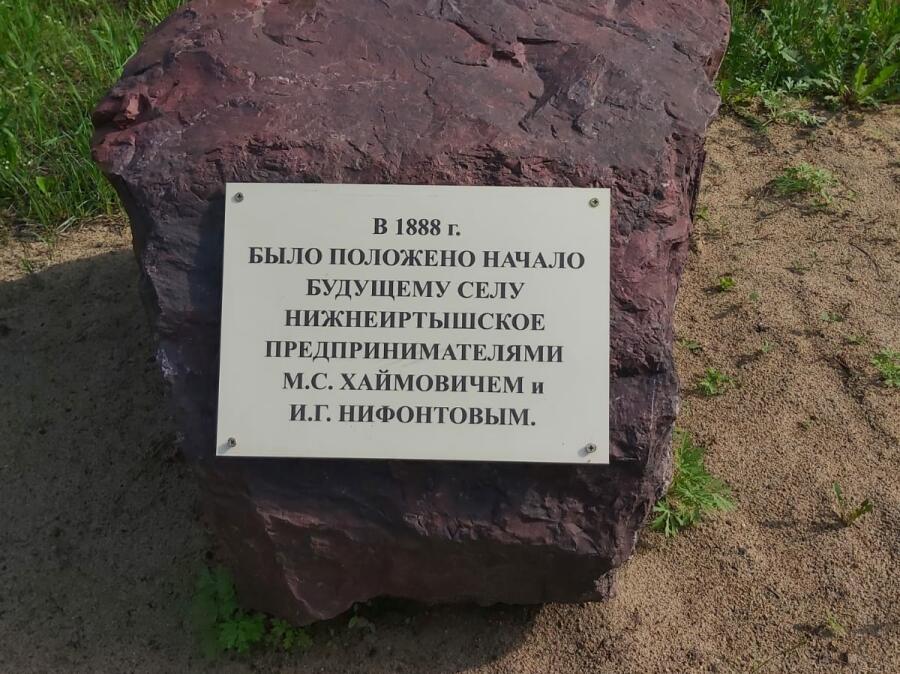 В 1888 г.
БЫЛО ПОЛОЖЕНО НАЧАЛО
БУДУЩЕМУ СЕЛУ
НИЖНЕИРТЫШСКОЕ
ПРЕДПРИНИМАТЕЛЯМИ
М.С. ХАЙМОВИЧЕМ и
И.Г. НИФОНТОВЫМ.